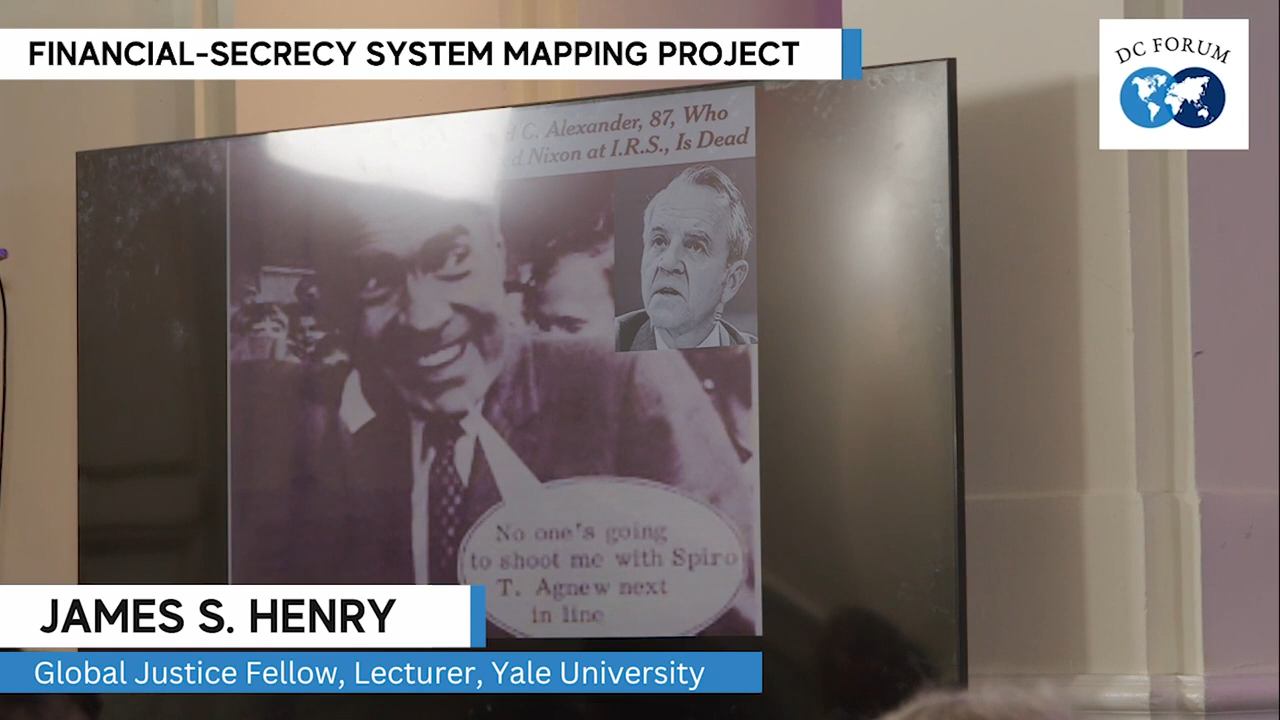 FINANCIAL-SECRECY SYSTEM MAPPING PROJECT
DC FORUM
C. Alexander, 87, Who
Nixon at I.R.S., Is Dead
No one's going
to shoot me with Spiro
T. Agnew next
in line
JAMES S. HENRY
Global Justice Fellow, Lecturer, Yale University